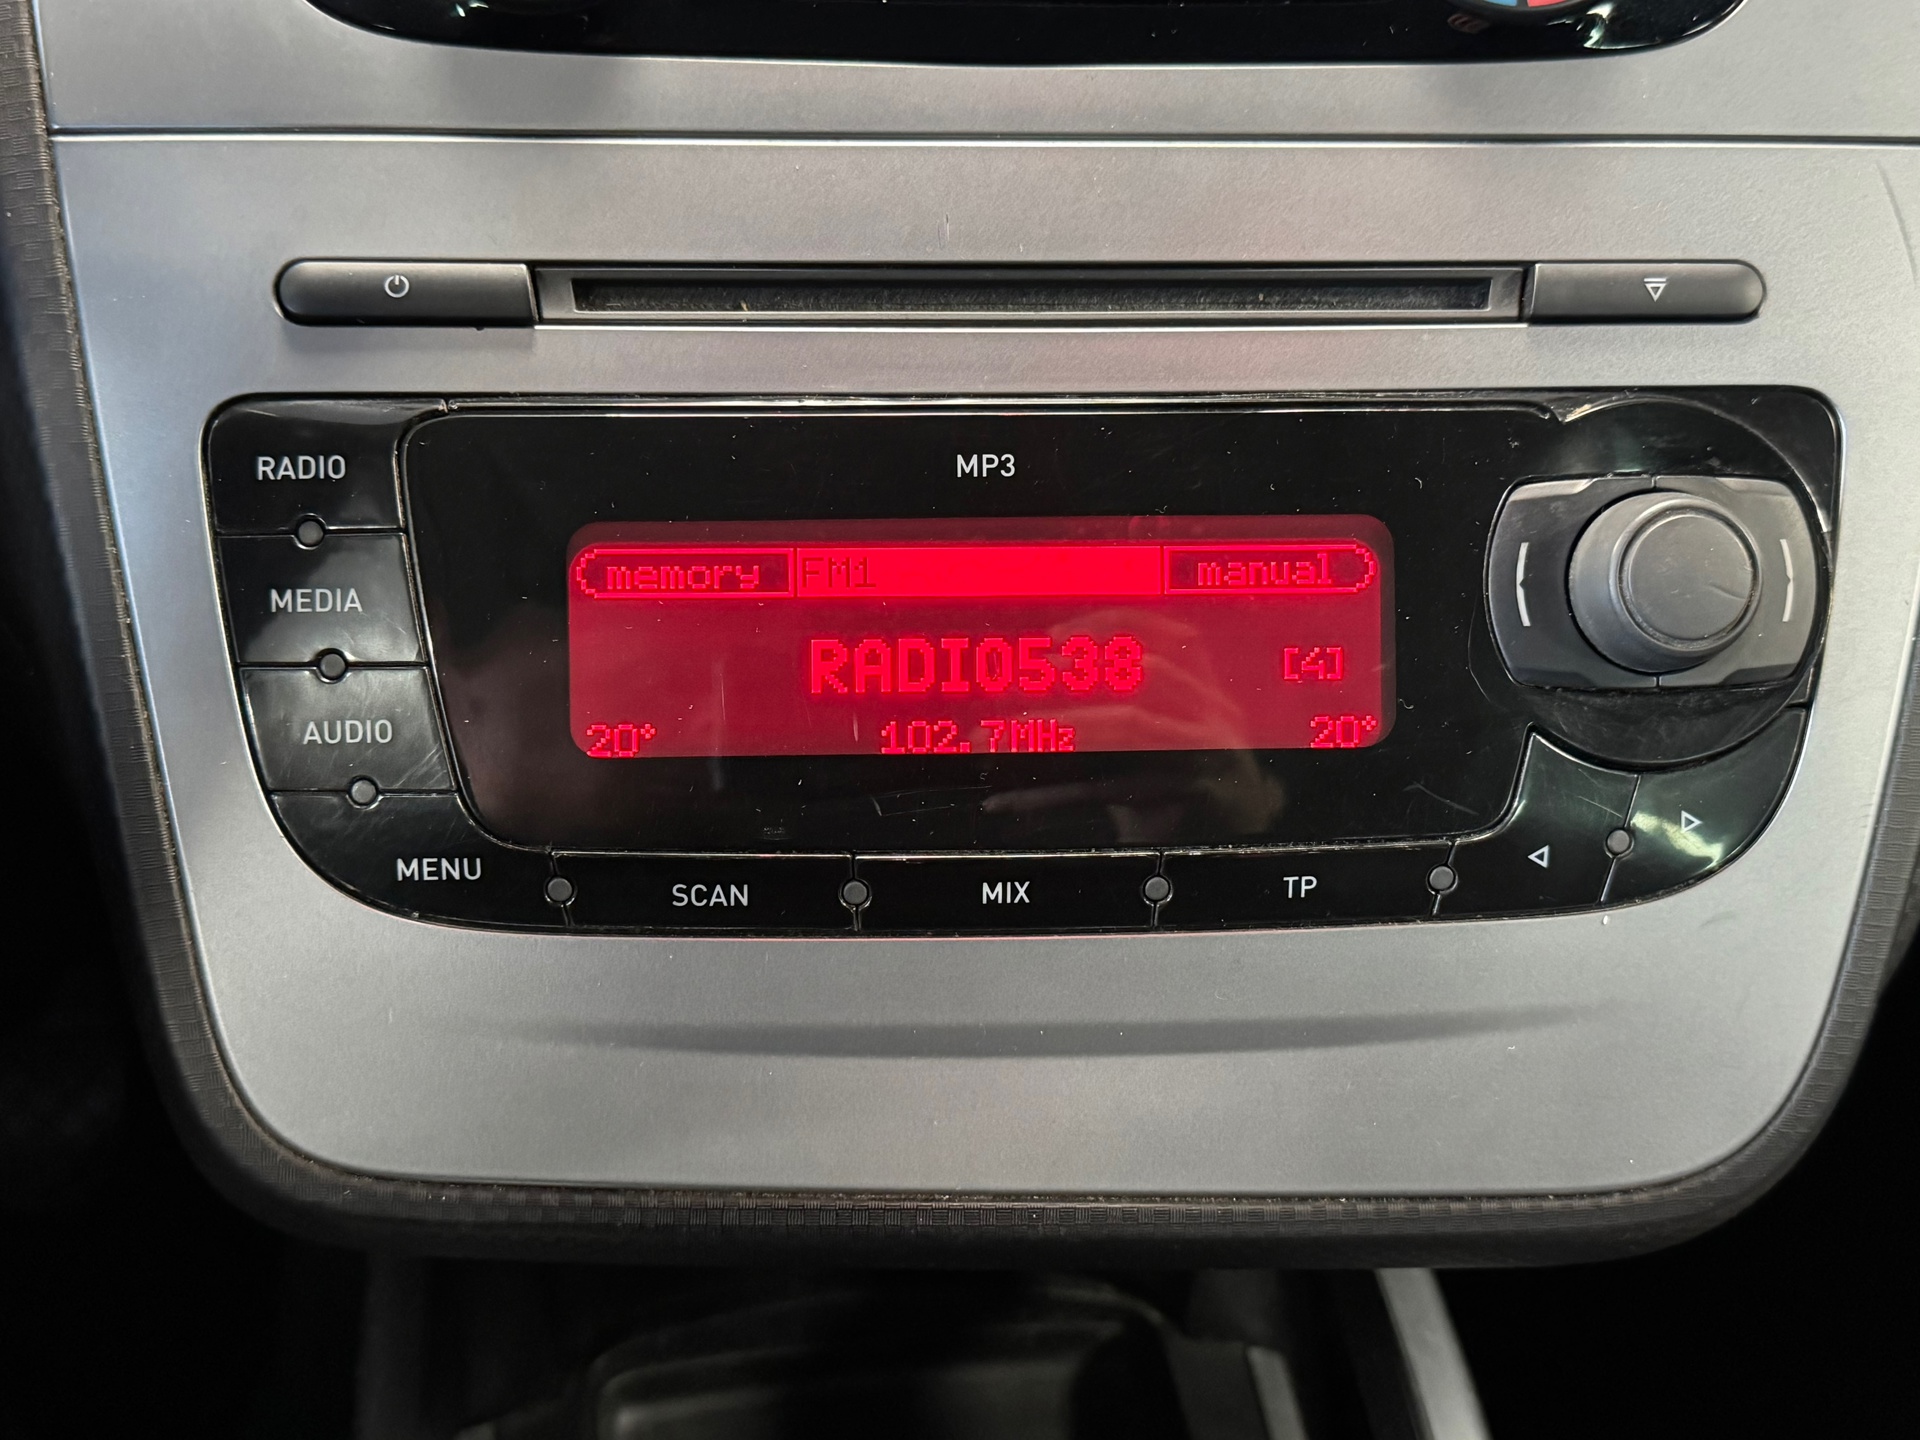 RADIO
MEDIA
AUDIO
MENU
MP3
memory FM1 manual
RADIO538 [4]
20° 102.7MHz 20°
SCAN MIX TP